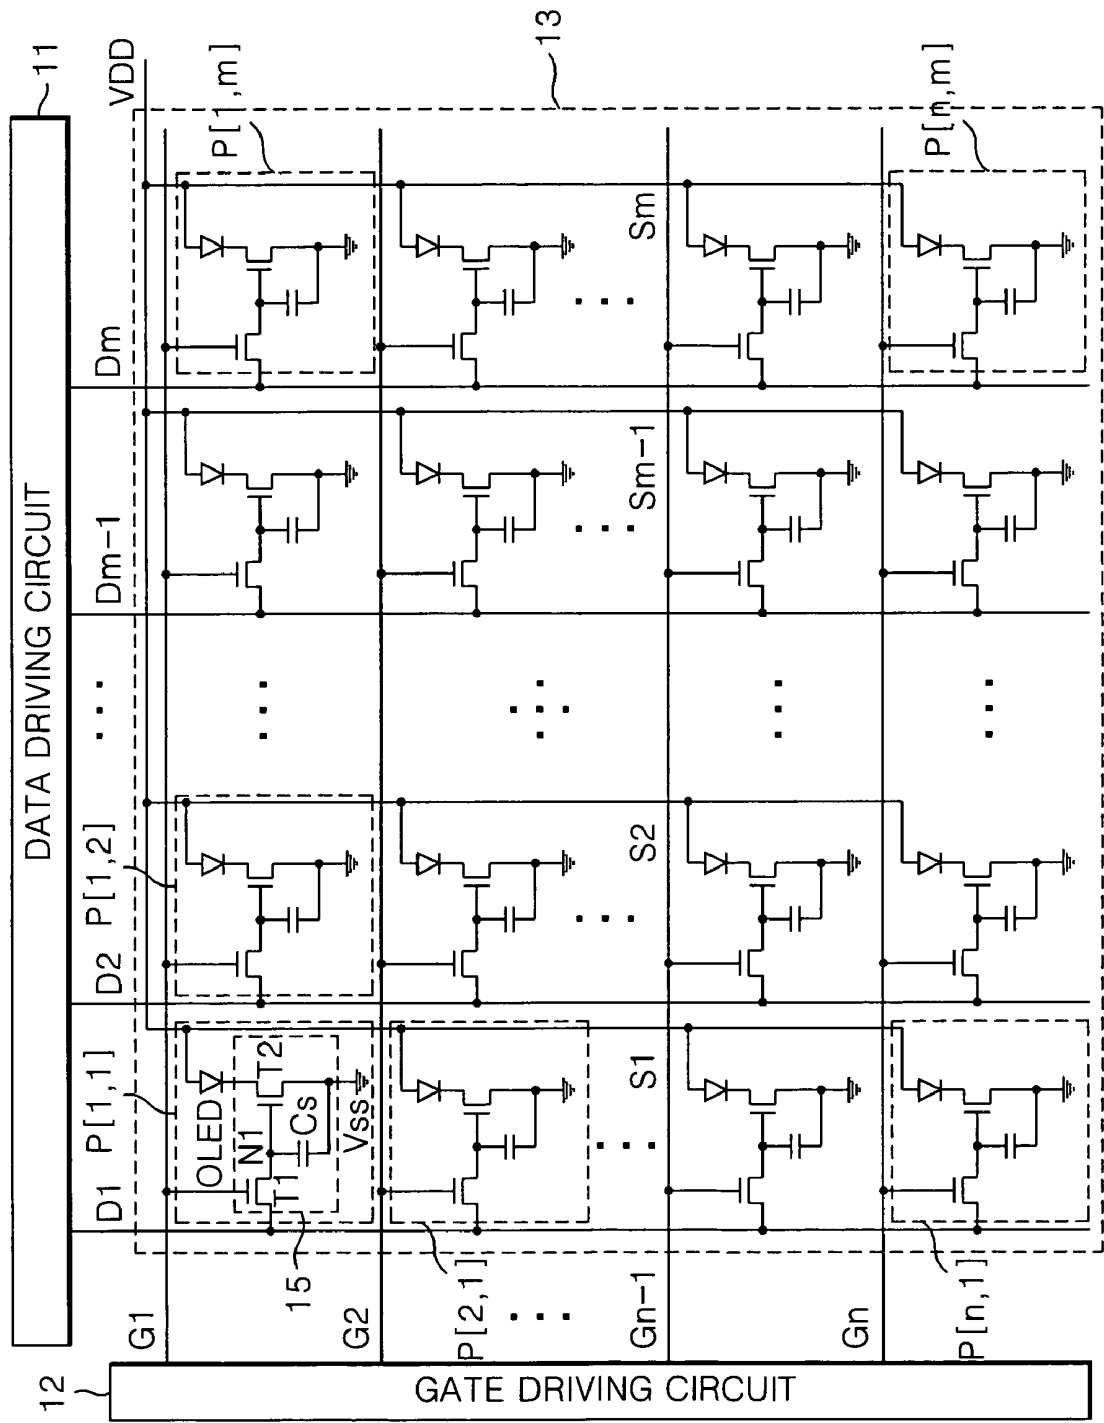 DATA DRIVING CIRCUIT
11
D1
P[1,1]
D2
P[1,2]
...
Dm-1
Dm
VDD
G1
OLED
T2
N1
Cs
T1
Vss
15
P[1,m]
G2
P[2,1]
...
S1
S2
Sm-1
Sm
13
Gn-1
Gn
P[n,1]
P[n,m]
12
GATE DRIVING CIRCUIT